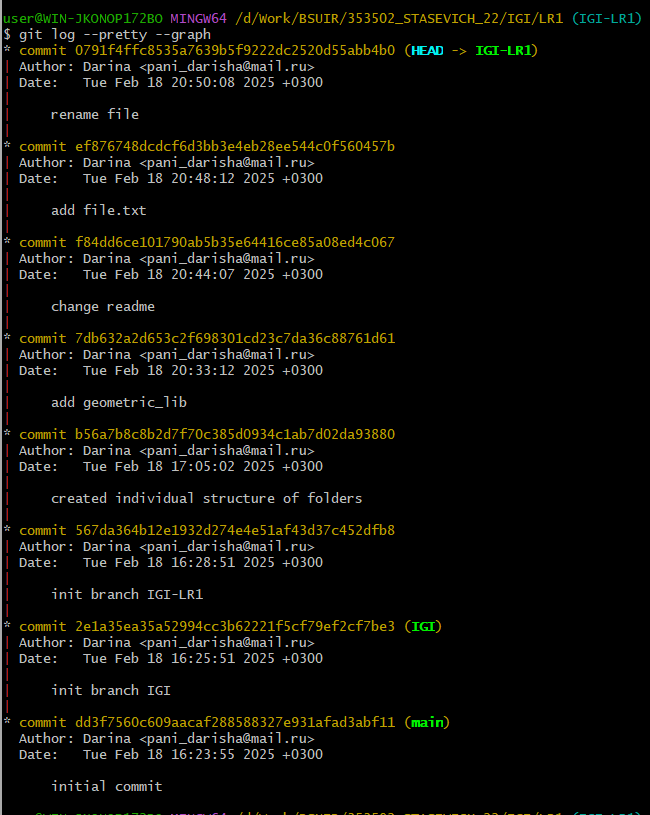 user@WIN-JKONOP172BO MINGW64 /d/Work/BSUIR/353502_STASEVICH_22/IGI/LR1 (IGI-LR1)
$ git log --pretty --graph
* commit 0791f4ffc8535a7639b5f9222dc2520d55abb4b0 (HEAD -> IGI-LR1)
| Author: Darina <pani_darisha@mail.ru>
| Date:   Tue Feb 18 20:50:08 2025 +0300
|
|     rename file
|
* commit ef876748dcdcf6d3bb3e4eb28ee544c0f560457b
| Author: Darina <pani_darisha@mail.ru>
| Date:   Tue Feb 18 20:48:12 2025 +0300
|
|     add file.txt
|
* commit f84dd6ce101790ab5b35e64416ce85a08ed4c067
| Author: Darina <pani_darisha@mail.ru>
| Date:   Tue Feb 18 20:44:07 2025 +0300
|
|     change readme
|
* commit 7db632a2d653c2f698301cd23c7da36c88761d61
| Author: Darina <pani_darisha@mail.ru>
| Date:   Tue Feb 18 20:33:12 2025 +0300
|
|     add geometric_lib
|
* commit b56a7b8c8b2d7f70c385d0934c1ab7d02da93880
| Author: Darina <pani_darisha@mail.ru>
| Date:   Tue Feb 18 17:05:02 2025 +0300
|
|     created individual structure of folders
|
* commit 567da364b12e1932d274e4e51af43d37c452dfb8
| Author: Darina <pani_darisha@mail.ru>
| Date:   Tue Feb 18 16:28:51 2025 +0300
|
|     init branch IGI-LR1
|
* commit 2e1a35ea35a52994cc3b62221f5cf79ef2cf7be3 (IGI)
| Author: Darina <pani_darisha@mail.ru>
| Date:   Tue Feb 18 16:25:51 2025 +0300
|
|     init branch IGI
|
* commit dd3f7560c609aacaf288588327e931afad3abf11 (main)
  Author: Darina <pani_darisha@mail.ru>
  Date:   Tue Feb 18 16:23:55 2025 +0300

      initial commit